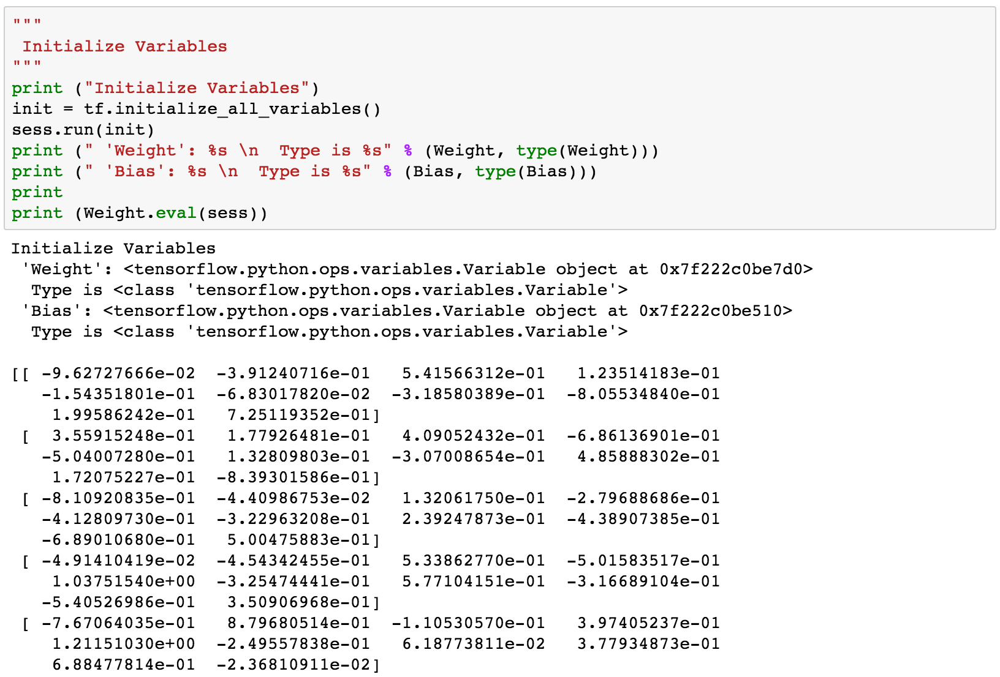 """
 Initialize Variables
"""
print ("Initialize Variables")
init = tf.initialize_all_variables()
sess.run(init)
print (" 'Weight': %s \n  Type is %s" % (Weight, type(Weight)))
print (" 'Bias': %s \n  Type is %s" % (Bias, type(Bias)))
print
print (Weight.eval(sess))
Initialize Variables
 'Weight': <tensorflow.python.ops.variables.Variable object at 0x7f222c0be7d0>
  Type is <class 'tensorflow.python.ops.variables.Variable'>
 'Bias': <tensorflow.python.ops.variables.Variable object at 0x7f222c0be510>
  Type is <class 'tensorflow.python.ops.variables.Variable'>
[[ -9.62727666e-02  -3.91240716e-01   5.41566312e-01   1.23514183e-01
   -1.54351801e-01  -6.83017820e-02  -3.18580389e-01  -8.05534840e-01
    1.99586242e-01   7.25119352e-01]
 [  3.55915248e-01   1.77926481e-01   4.09052432e-01  -6.86136901e-01
   -5.04007280e-01   1.32809803e-01  -3.07008654e-01   4.85888302e-01
    1.72075227e-01  -8.39301586e-01]
 [ -8.10920835e-01  -4.40986753e-02   1.32061750e-01  -2.79688686e-01
   -4.12809730e-01  -3.22963208e-01   2.39247873e-01  -4.38907385e-01
   -6.89010680e-01   5.00475883e-01]
 [ -4.91410419e-02  -4.54342455e-01   5.33862770e-01  -5.01583517e-01
    1.03751540e+00  -3.25474441e-01   5.77104151e-01  -3.16689104e-01
   -5.40526986e-01   3.50906968e-01]
 [ -7.67064035e-01   8.79680514e-01  -1.10530570e-01   3.97405237e-01
    1.21151030e+00  -2.49557838e-01   6.18773811e-02   3.77934873e-01
    6.88477814e-01  -2.36810911e-02]